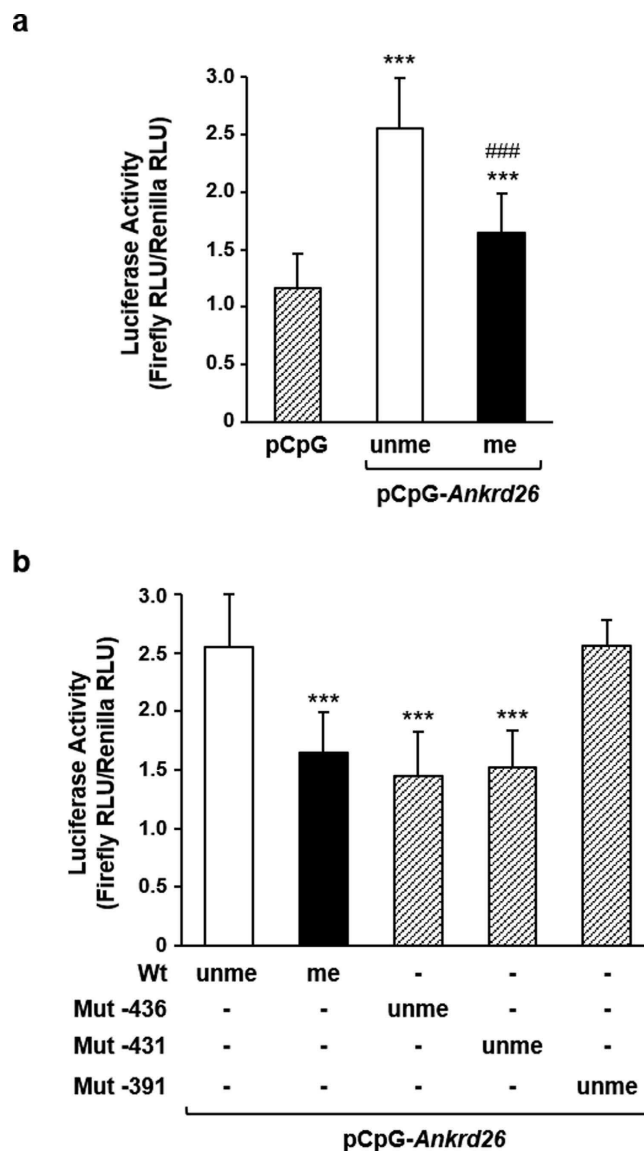 a
Luciferase Activity
(Firefly RLU/Renilla RLU)
3.0
2.5
2.0
1.5
1.0
0.5
0
***
###
***
pCpG unme me
pCpG-Ankrd26
b
Luciferase Activity
(Firefly RLU/Renilla RLU)
3.0
2.5
2.0
1.5
1.0
0.5
0
*** *** ***
Wt unme me - - -
Mut -436 - - unme - -
Mut -431 - - - unme -
Mut -391 - - - - unme
pCpG-Ankrd26